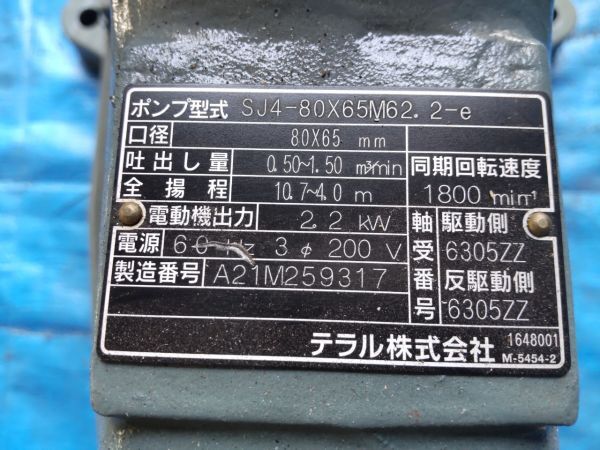 ポンプ型式 SJ4-80X65M62.2-e
口径 80X65 mm
吐出し量 0.50~1.50 m³/min
全揚程 10.7~4.0 m
電動機出力 2.2 kW
電源 60 Hz 3 φ 200 V
製造番号 A21M259317
同期回転速度
1800 min⁻¹
軸受番号
駆動側
6305ZZ
反駆動側
6305ZZ
テラル株式会社
1648001
M-5454-2